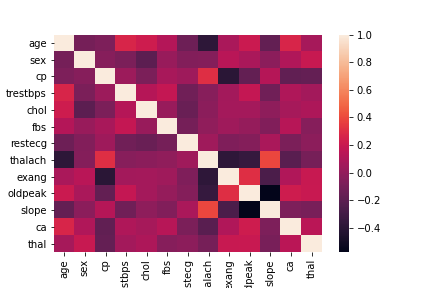 age
sex
cp
trestbps
chol
fbs
restecg
thalach
exang
oldpeak
slope
ca
thal
age
sex
cp
stbps
chol
fbs
stecg
alach
exang
dpeak
slope
ca
thal
1.0
0.8
0.6
0.4
0.2
0.0
−0.2
−0.4